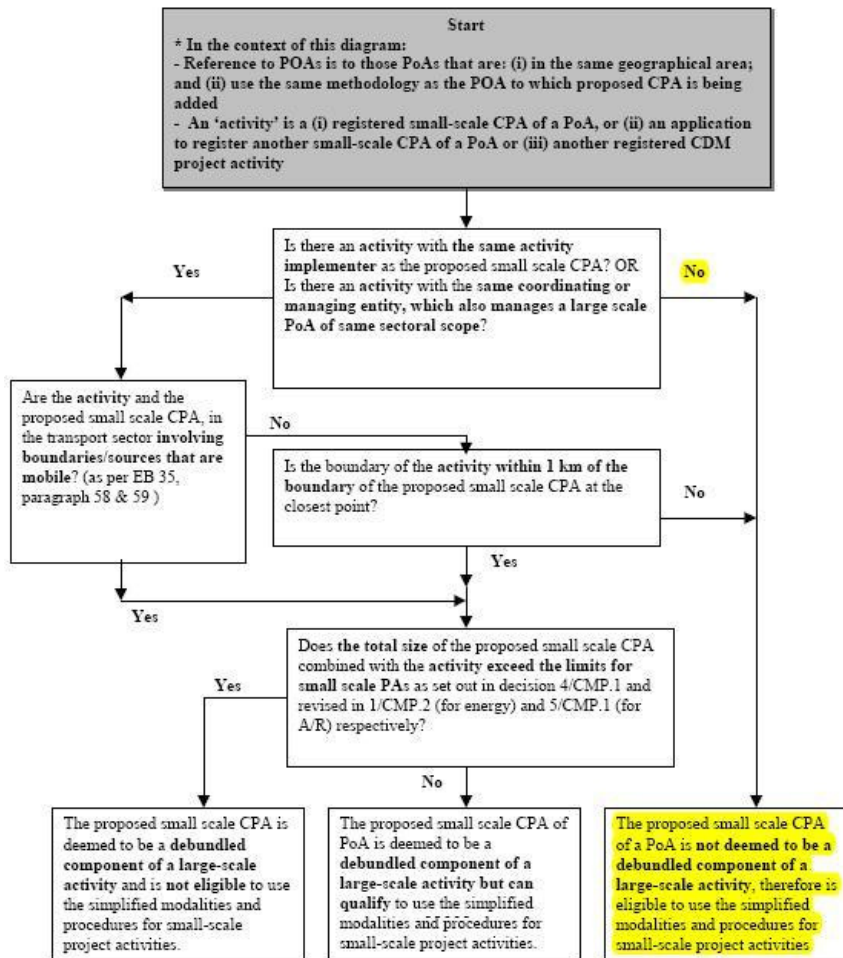 Start
* In the context of this diagram:
- Reference to POAs is to those PoAs that are: (i) in the same geographical area;
and (ii) use the same methodology as the POA to which proposed CPA is being
added
- An ‘activity’ is a (i) registered small-scale CPA of a PoA, or (ii) an application
to register another small-scale CPA of a PoA or (iii) another registered CDM
project activity
Is there an activity with the same activity
implementer as the proposed small scale CPA? OR
Is there an activity with the same coordinating or
managing entity, which also manages a large scale
PoA of same sectoral scope?
Yes
No
Are the activity and the
proposed small scale CPA, in
the transport sector involving
boundaries/sources that are
mobile? (as per EB 35,
paragraph 58 & 59 )
No
Is the boundary of the activity within 1 km of the
boundary of the proposed small scale CPA at the
closest point?
No
Yes
Yes
Does the total size of the proposed small scale CPA
combined with the activity exceed the limits for
small scale PAs as set out in decision 4/CMP.1 and
revised in 1/CMP.2 (for energy) and 5/CMP.1 (for
A/R) respectively?
Yes
No
The proposed small scale CPA is
deemed to be a debundled
component of a large-scale
activity and is not eligible to use
the simplified modalities and
procedures for small-scale
project activities.
The proposed small scale CPA of
PoA is deemed to be a
debundled component of a
large-scale activity but can
qualify to use the simplified
modalities and procedures for
small-scale project activities.
The proposed small scale CPA
of a PoA is not deemed to be a
debundled component of a
large-scale activity, therefore is
eligible to use the simplified
modalities and procedures for
small-scale project activities